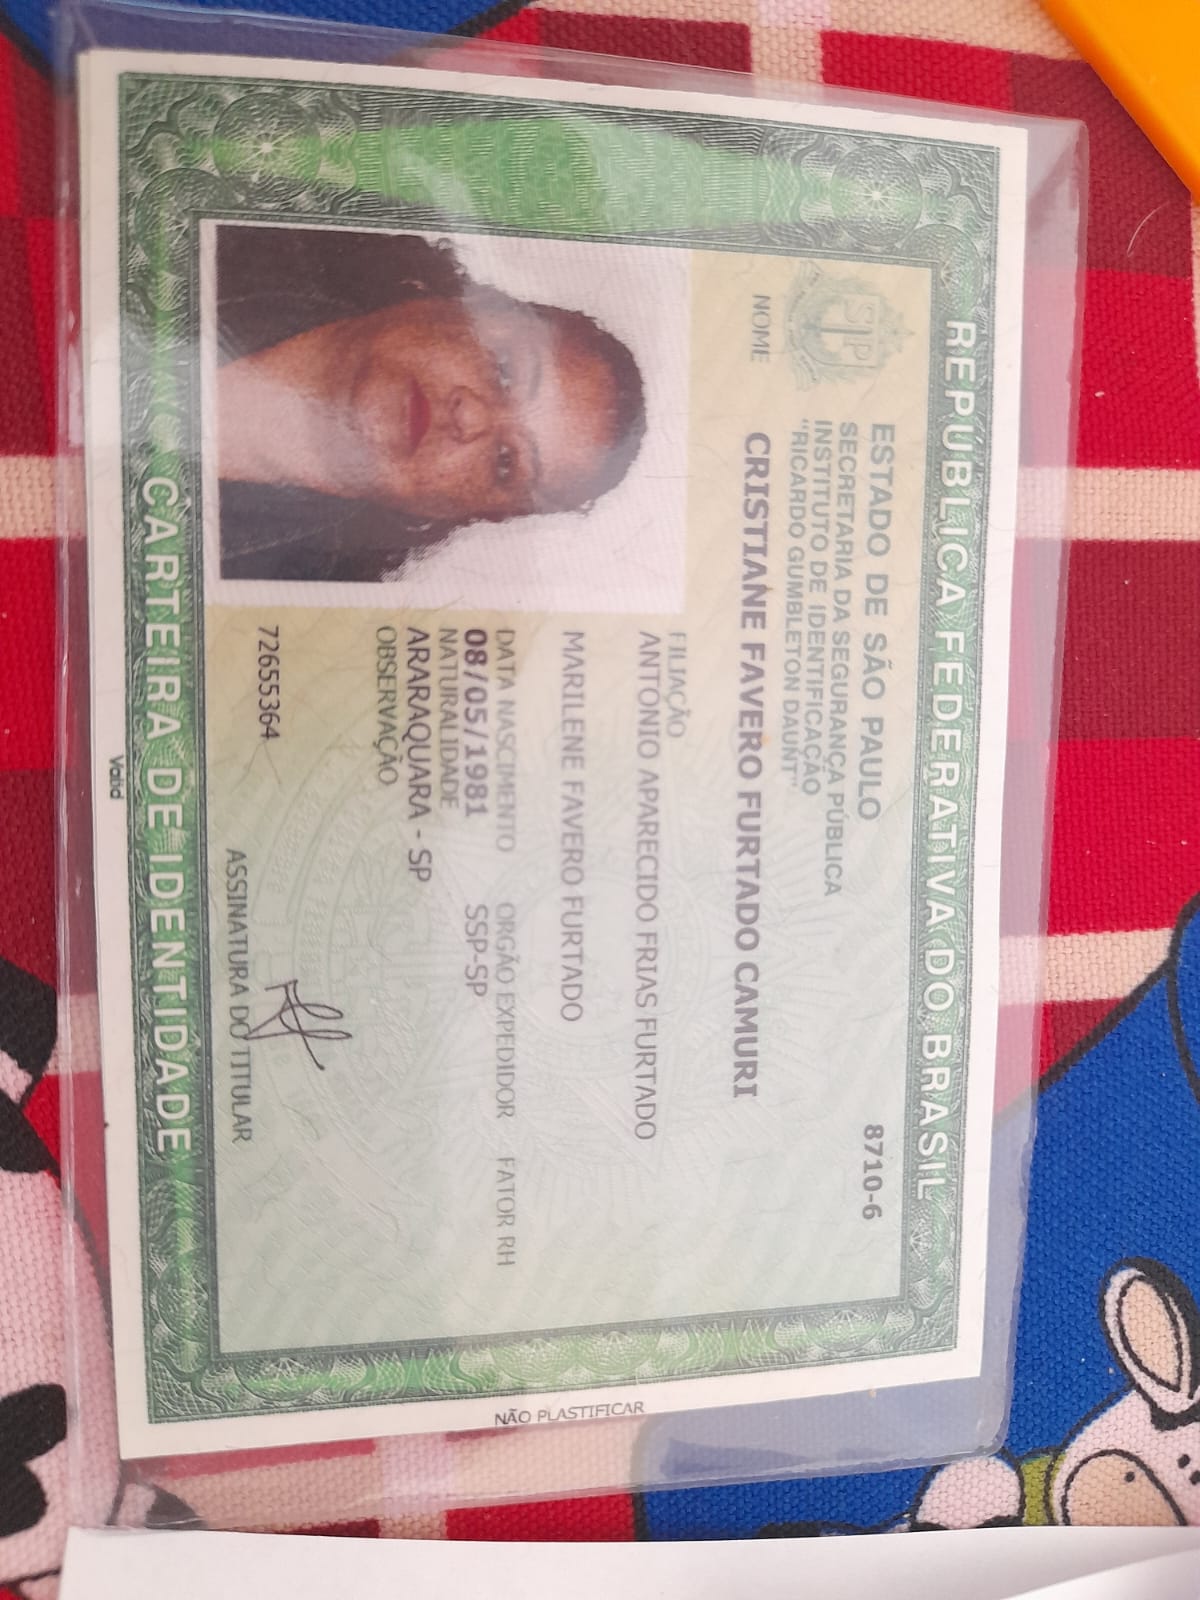 REPÚBLICA FEDERATIVA DO BRASIL
ESTADO DE SÃO PAULO
8710-6
SECRETARIA DA SEGURANÇA PÚBLICA
INSTITUTO DE IDENTIFICAÇÃO
"RICARDO GUMBLETON DAUNT"
SP
NOME
CRISTIANE FAVERO FURTADO CAMURI
FILIAÇÃO
ANTONIO APARECIDO FRIAS FURTADO
MARILENE FAVERO FURTADO
DATA NASCIMENTO ORGÃO EXPEDIDOR FATOR RH
08/05/1981 SSP-SP
NATURALIDADE
ARARAQUARA - SP
OBSERVAÇÃO
72655364
ASSINATURA DO TITULAR
CARTEIRA DE IDENTIDADE
Valid
NÃO PLASTIFICAR